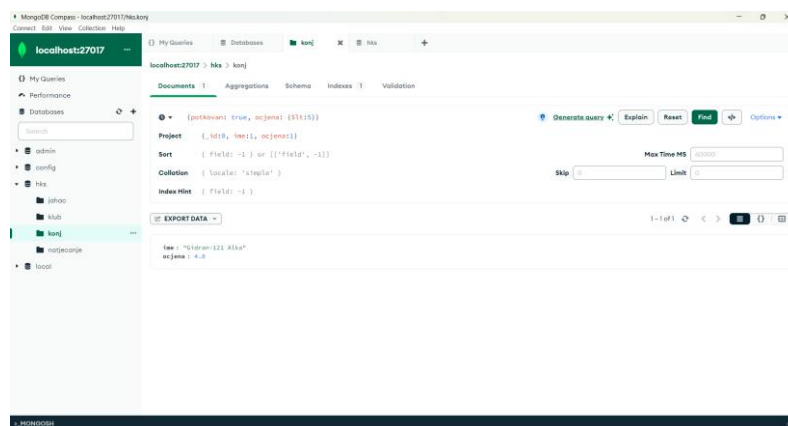 MongoDB Compass - localhost:27017/hks.konj
Connect Edit View Collection Help
localhost:27017 ...
{} My Queries
Databases
konj
hks
+
localhost:27017 > hks > konj
{} My Queries
Performance
Databases
Search
admin
config
hks
jahac
klub
konj ...
natjecanje
local
Documents 1 Aggregations Schema Indexes 1 Validation
{potkovan: true, ocjena: {$lt:5}}
Generate query Explain Reset Find </> Options
Project {_id:0, ime:1, ocjena:1}
Sort { field: -1 } or [['field', -1]]
Max Time MS 60000
Collation { locale: 'simple' }
Skip 0 Limit 0
Index Hint { field: -1 }
EXPORT DATA
1-1 of 1
ime : "Gidran-121 Alka"
ocjena : 4.8
> MONGOSH